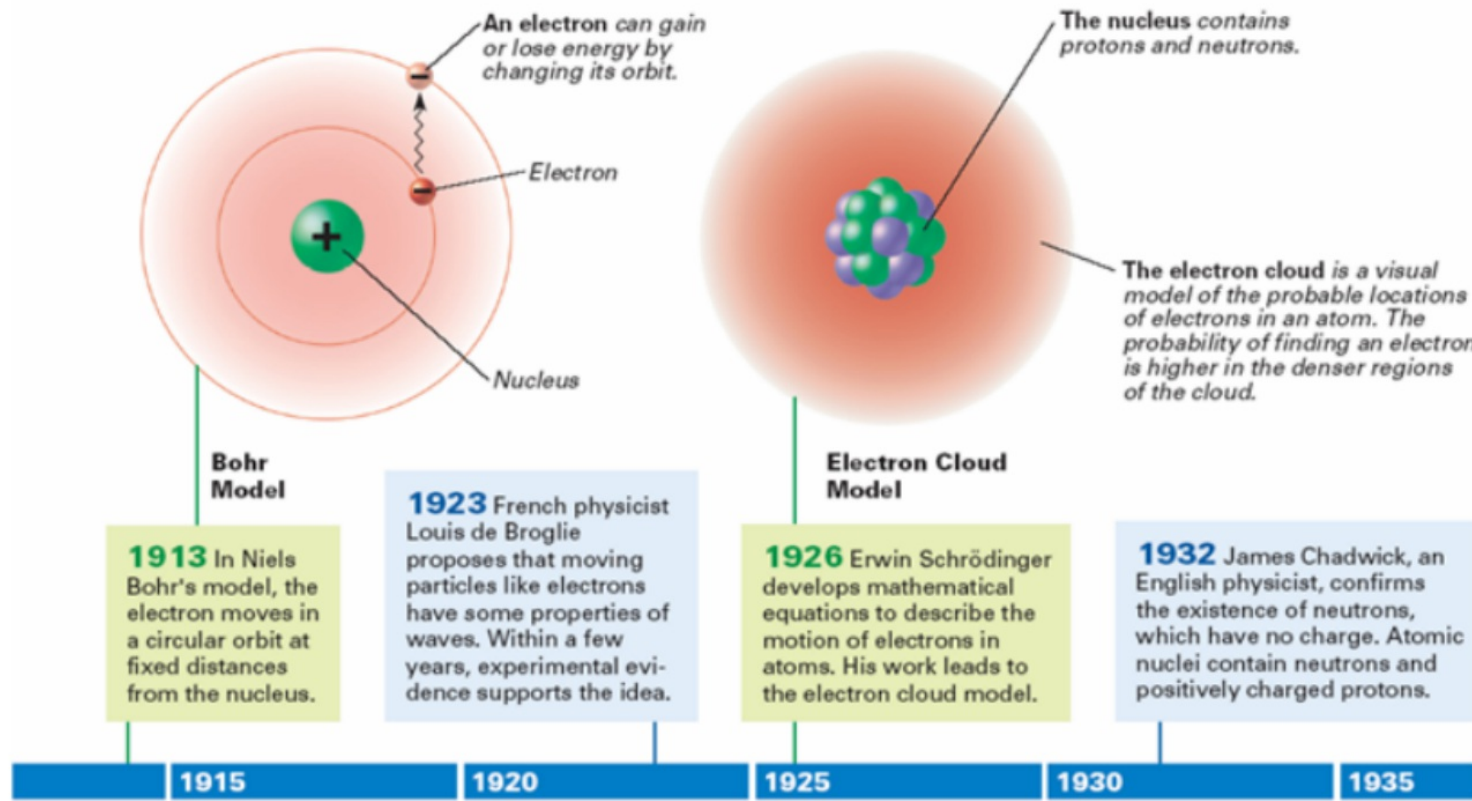 An electron can gain
or lose energy by
changing its orbit.
Electron
+
Nucleus
The nucleus contains
protons and neutrons.
The electron cloud is a visual
model of the probable locations
of electrons in an atom. The
probability of finding an electron
is higher in the denser regions
of the cloud.
Bohr
Model
Electron Cloud
Model
1913 In Niels
Bohr's model, the
electron moves in
a circular orbit at
fixed distances
from the nucleus.
1923 French physicist
Louis de Broglie
proposes that moving
particles like electrons
have some properties of
waves. Within a few
years, experimental evi-
dence supports the idea.
1926 Erwin Schrödinger
develops mathematical
equations to describe the
motion of electrons in
atoms. His work leads to
the electron cloud model.
1932 James Chadwick, an
English physicist, confirms
the existence of neutrons,
which have no charge. Atomic
nuclei contain neutrons and
positively charged protons.
1915
1920
1925
1930
1935